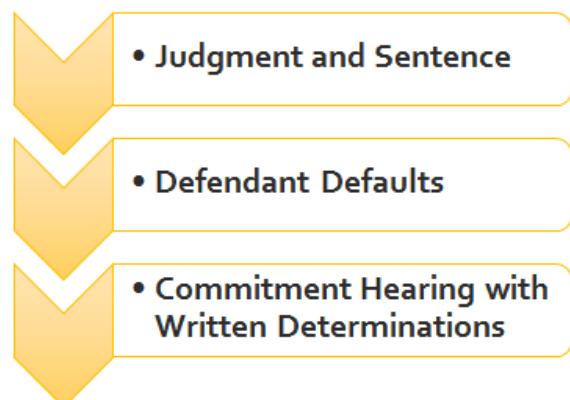 • Judgment and Sentence
• Defendant Defaults
• Commitment Hearing with
Written Determinations